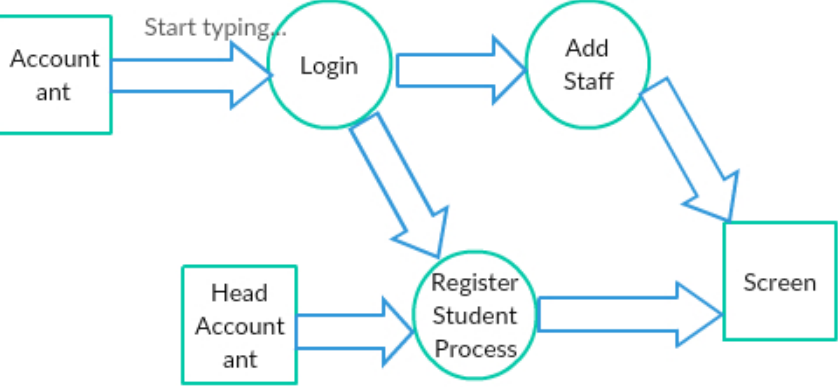 Start typing...
Account
ant
Login
Add
Staff
Head
Account
ant
Register
Student
Process
Screen